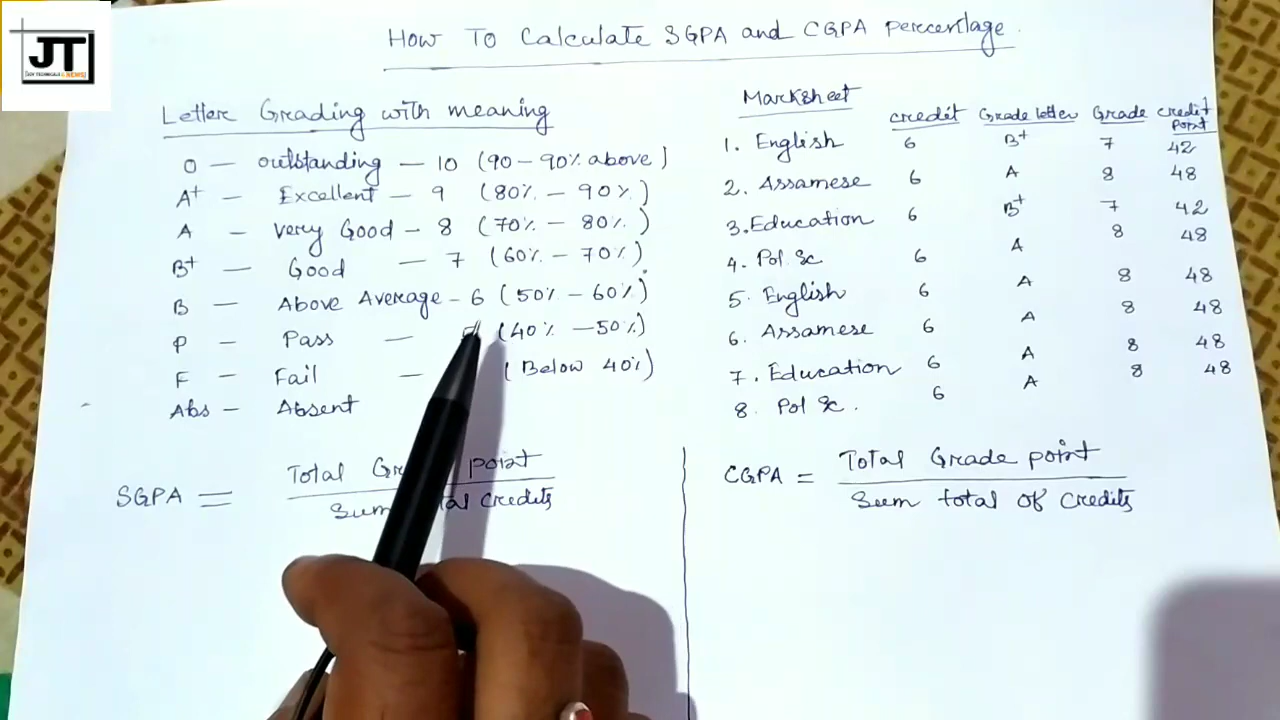 JT
How To Calculate SGPA and CGPA percentage.
Letter Grading with meaning
O — outstanding — 10 (90 – 90% above)
A+ — Excellent — 9 (80% – 90%)
A — Very Good — 8 (70% – 80%)
B+ — Good — 7 (60% – 70%)
B — Above Average – 6 (50% – 60%)
P — Pass — (40% – 50%)
F — Fail — (Below 40%)
Abs — Absent
SGPA = Total point
credits
Marksheet credit Grade letter Grade credit point
1. English 6 B+ 7 42
2. Assamese 6 A 8 48
3. Education 6 B+ 7 42
4. Pol. Sc 6 A 8 48
5. English 6 A 8 48
6. Assamese 6 A 8 48
7. Education 6 A 8 48
8. Pol Sc. 6 A 8 48
CGPA = Total Grade point
Sum total of credits